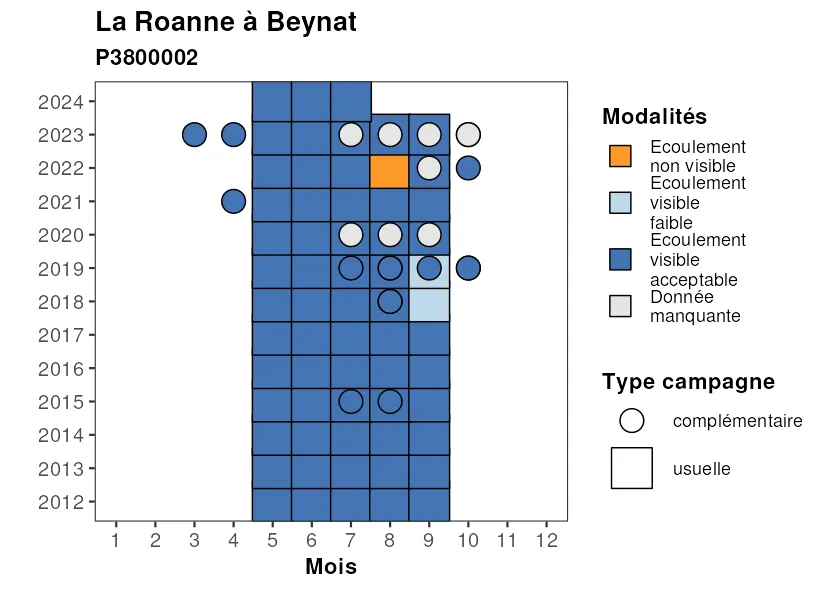 La Roanne à Beynat
P3800002
2024
2023
2022
2021
2020
2019
2018
2017
2016
2015
2014
2013
2012
1 2 3 4 5 6 7 8 9 10 11 12
Mois
Modalités
Ecoulement
non visible
Ecoulement
visible
faible
Ecoulement
visible
acceptable
Donnée
manquante
Type campagne
complémentaire
usuelle